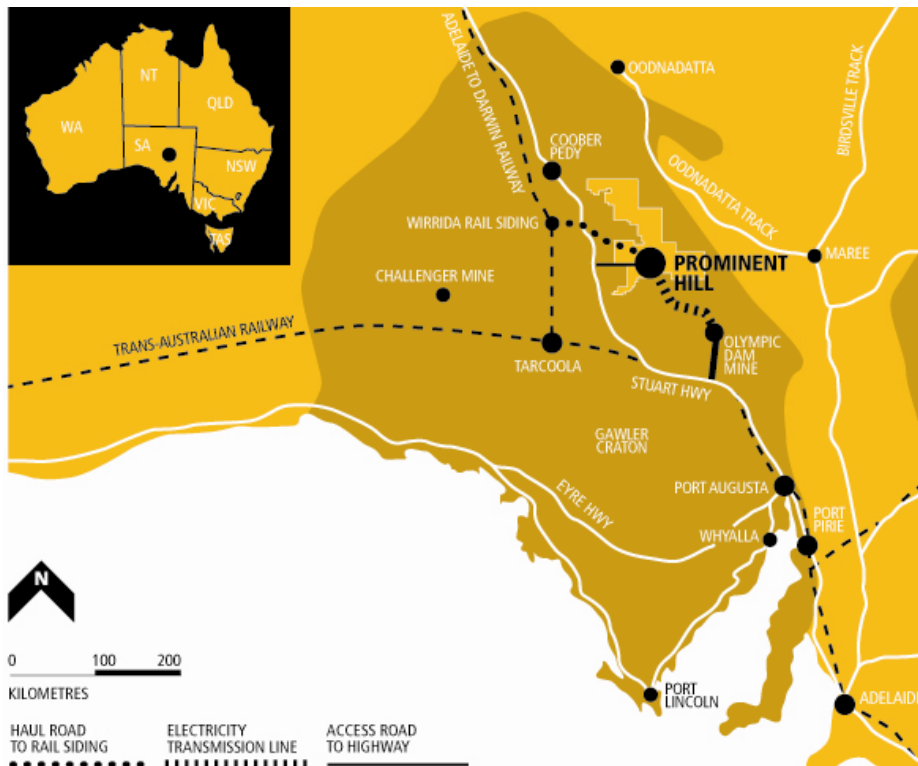 NT
QLD
WA
SA
NSW
VIC
TAS
ADELAIDE TO DARWIN RAILWAY
OODNADATTA
BIRDSVILLE TRACK
COOBER
PEDY
OODNADATTA TRACK
WIRRIDA RAIL SIDING
MAREE
PROMINENT
HILL
CHALLENGER MINE
TRANS-AUSTRALIAN RAILWAY
TARCOOLA
OLYMPIC
DAM
MINE
STUART HWY
GAWLER
CRATON
EYRE HWY
PORT AUGUSTA
PORT
PIRIE
WHYALLA
N
0 100 200
KILOMETRES
PORT
LINCOLN
ADELAIDE
HAUL ROAD
TO RAIL SIDING
ELECTRICITY
TRANSMISSION LINE
ACCESS ROAD
TO HIGHWAY